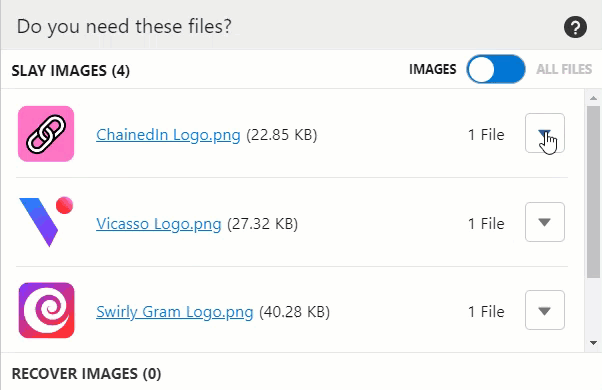 Do you need these files?
?
SLAY IMAGES (4)
IMAGES
ALL FILES
ChainedIn Logo.png (22.85 KB)
1 File
Vicasso Logo.png (27.32 KB)
1 File
Swirly Gram Logo.png (40.28 KB)
1 File
RECOVER IMAGES (0)